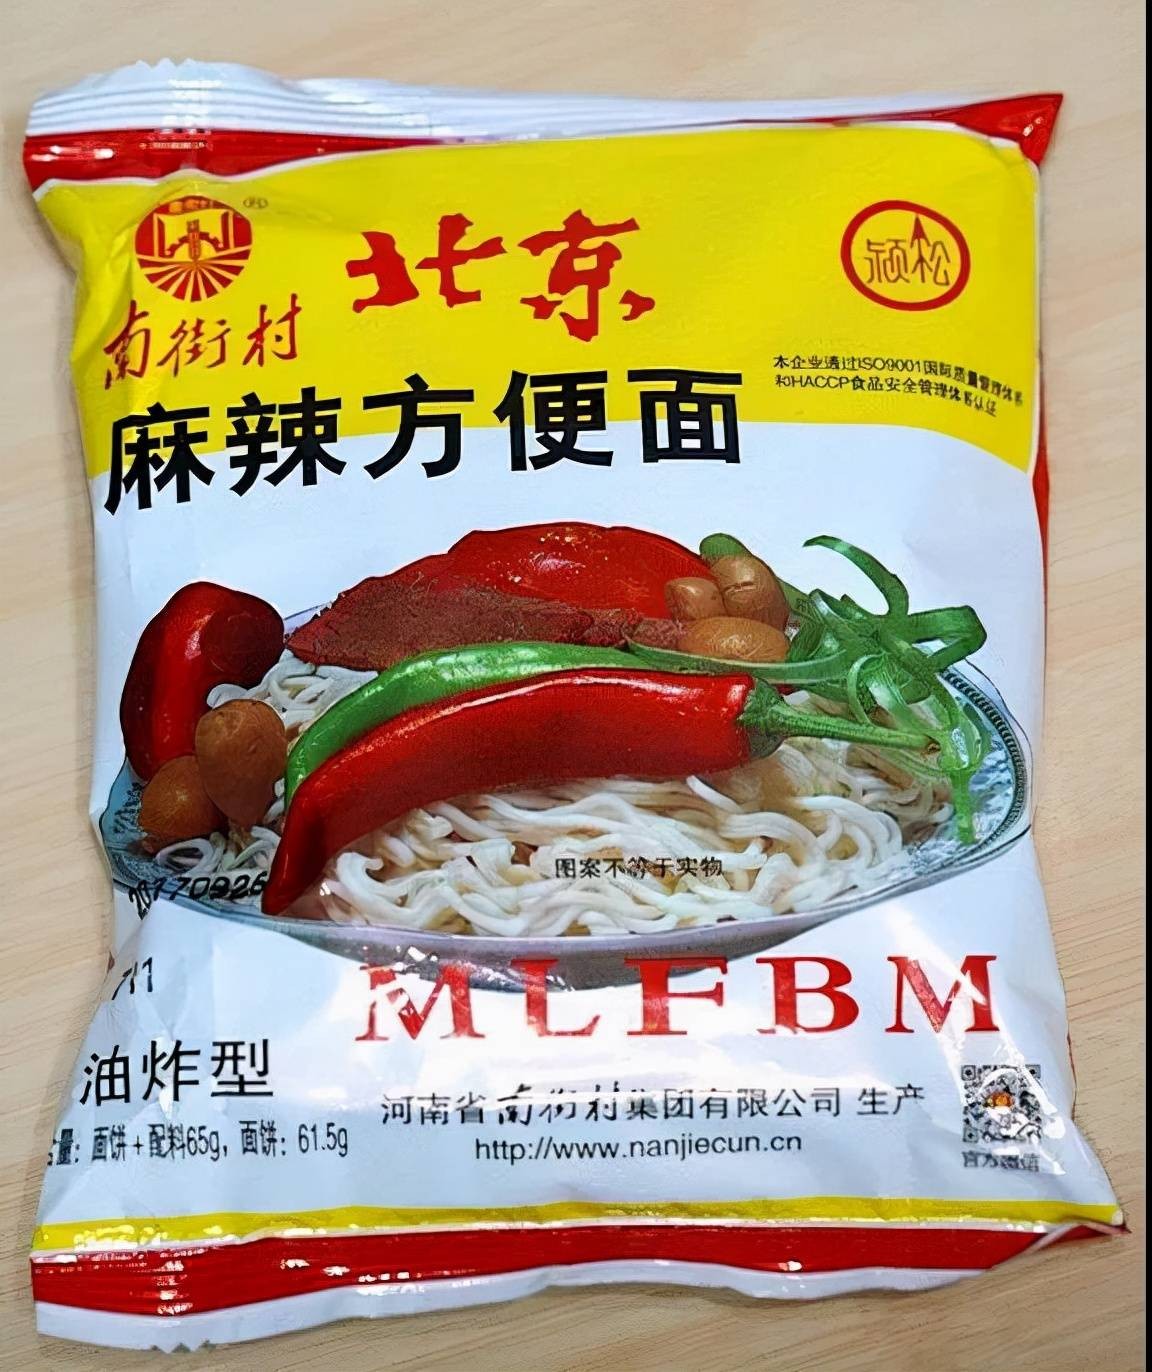 南街村
北京
颍松
麻辣方便面
本企业通过ISO9001国际质量管理体系
和HACCP食品安全管理体系认证
图案不等于实物
20170926
MLFBM
油炸型
河南省南街村集团有限公司 生产
http://www.nanjiecun.cn
量：面饼+配料65g，面饼：61.5g
官方微信